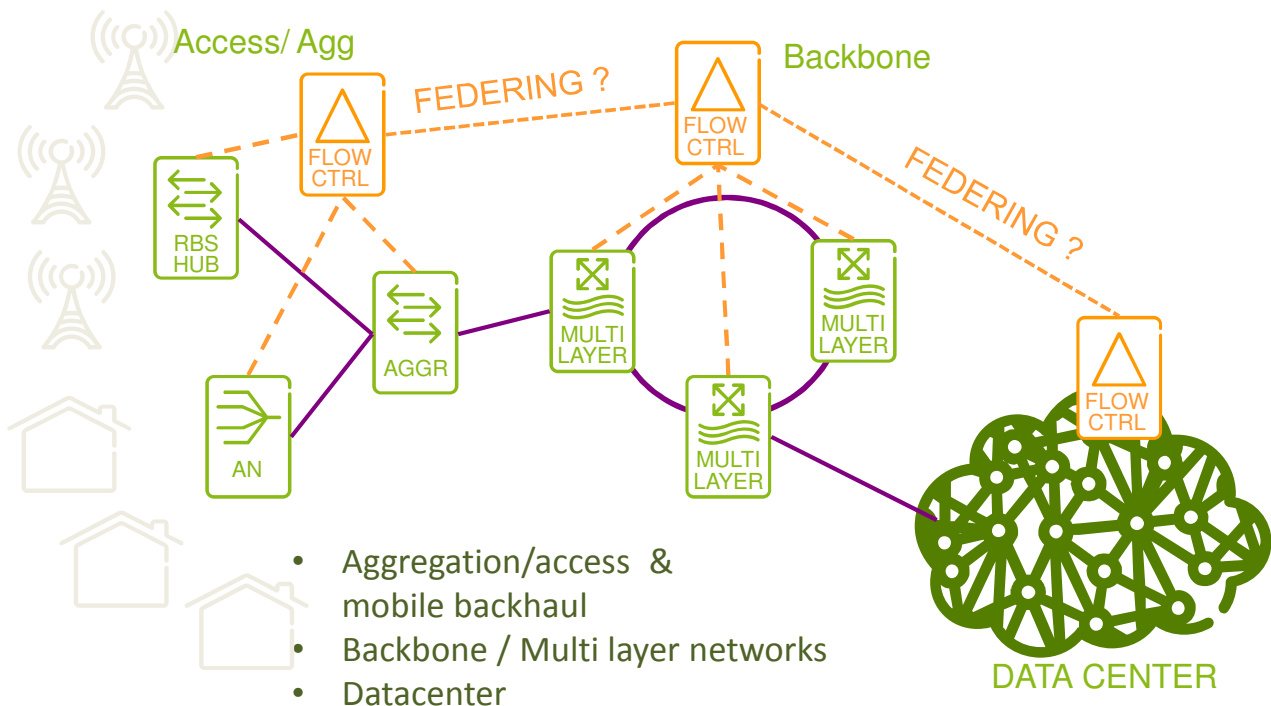 Access/ Agg
Backbone
FEDERING ?
FLOW
CTRL
FLOW
CTRL
FEDERING ?
RBS
HUB
AGGR
AN
MULTI
LAYER
MULTI
LAYER
MULTI
LAYER
FLOW
CTRL
DATA CENTER
• Aggregation/access &
mobile backhaul
• Backbone / Multi layer networks
• Datacenter